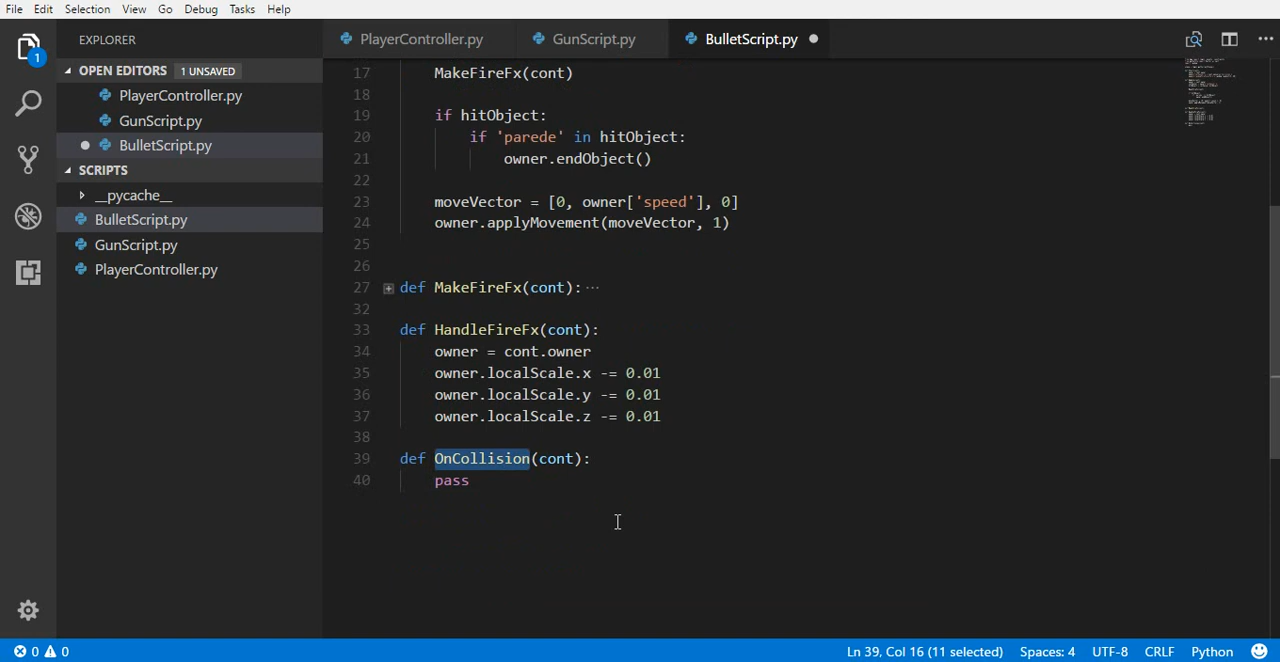 File Edit Selection View Go Debug Tasks Help
EXPLORER
PlayerController.py GunScript.py BulletScript.py
OPEN EDITORS 1 UNSAVED
PlayerController.py
GunScript.py
BulletScript.py
SCRIPTS
__pycache__
BulletScript.py
GunScript.py
PlayerController.py
1
17 MakeFireFx(cont)
18
19 if hitObject:
20 if 'parede' in hitObject:
21 owner.endObject()
22
23 moveVector = [0, owner['speed'], 0]
24 owner.applyMovement(moveVector, 1)
25
26
27 def MakeFireFx(cont): ...
32
33 def HandleFireFx(cont):
34 owner = cont.owner
35 owner.localScale.x -= 0.01
36 owner.localScale.y -= 0.01
37 owner.localScale.z -= 0.01
38
39 def OnCollision(cont):
40 pass
0 0 Ln 39, Col 16 (11 selected) Spaces: 4 UTF-8 CRLF Python